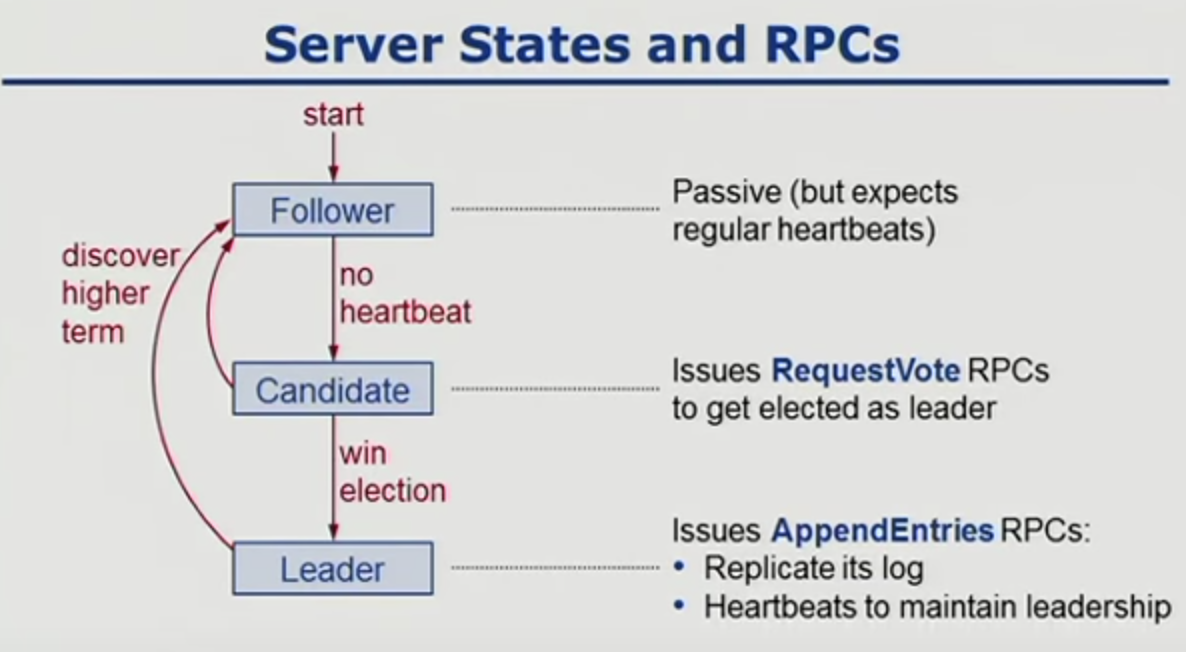 Server States and RPCs
start
Follower
Passive (but expects
regular heartbeats)
discover
higher
term
no
heartbeat
Candidate
Issues RequestVote RPCs
to get elected as leader
win
election
Leader
Issues AppendEntries RPCs:
• Replicate its log
• Heartbeats to maintain leadership